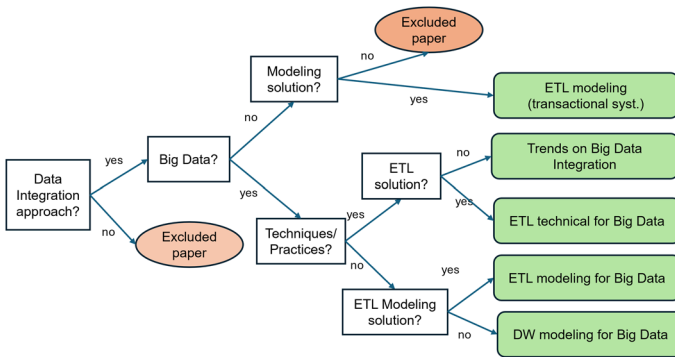 Excluded
paper
no
Modeling
solution?
yes
ETL modeling
(transactional syst.)
no
yes
Big Data?
ETL
solution?
no
Trends on Big Data
Integration
Data
Integration
approach?
yes
yes
yes
ETL technical for Big Data
no
Excluded
paper
Techniques/
Practices?
no
yes
ETL modeling for Big Data
ETL Modeling
solution?
no
DW modeling for Big Data